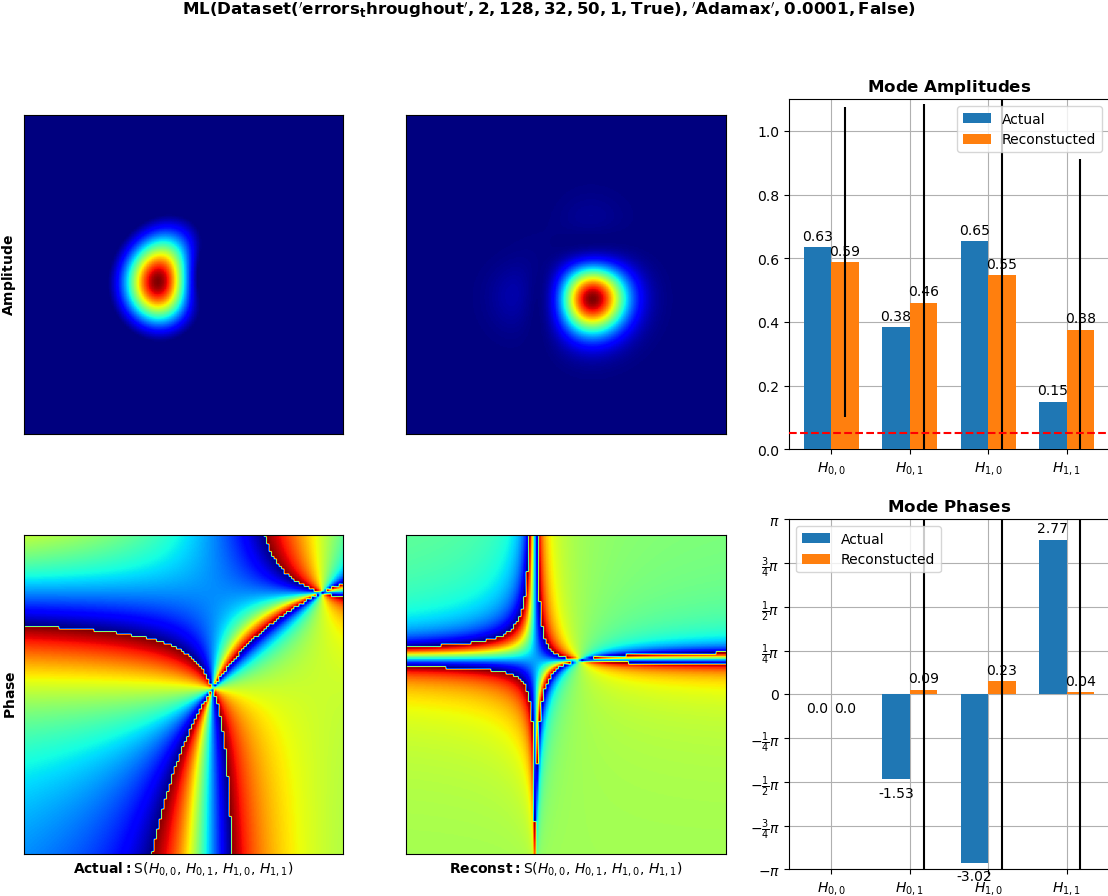 ML(Dataset('errors_throughout', 2, 128, 32, 50, 1, True), 'Adamax', 0.0001, False)
Amplitude
Mode Amplitudes
Actual
Reconstucted
1.0
0.8
0.6
0.4
0.2
0.0
0.63
0.59
0.38
0.46
0.65
0.55
0.15
0.38
H0,0
H0,1
H1,0
H1,1
Phase
Actual: S(H0,0, H0,1, H1,0, H1,1)
Reconst: S(H0,0, H0,1, H1,0, H1,1)
Mode Phases
Actual
Reconstucted
π
3/4π
1/2π
1/4π
0
−1/4π
−1/2π
−3/4π
−π
0.0
0.0
-1.53
0.09
-3.02
0.23
2.77
0.04
H0,0
H0,1
H1,0
H1,1